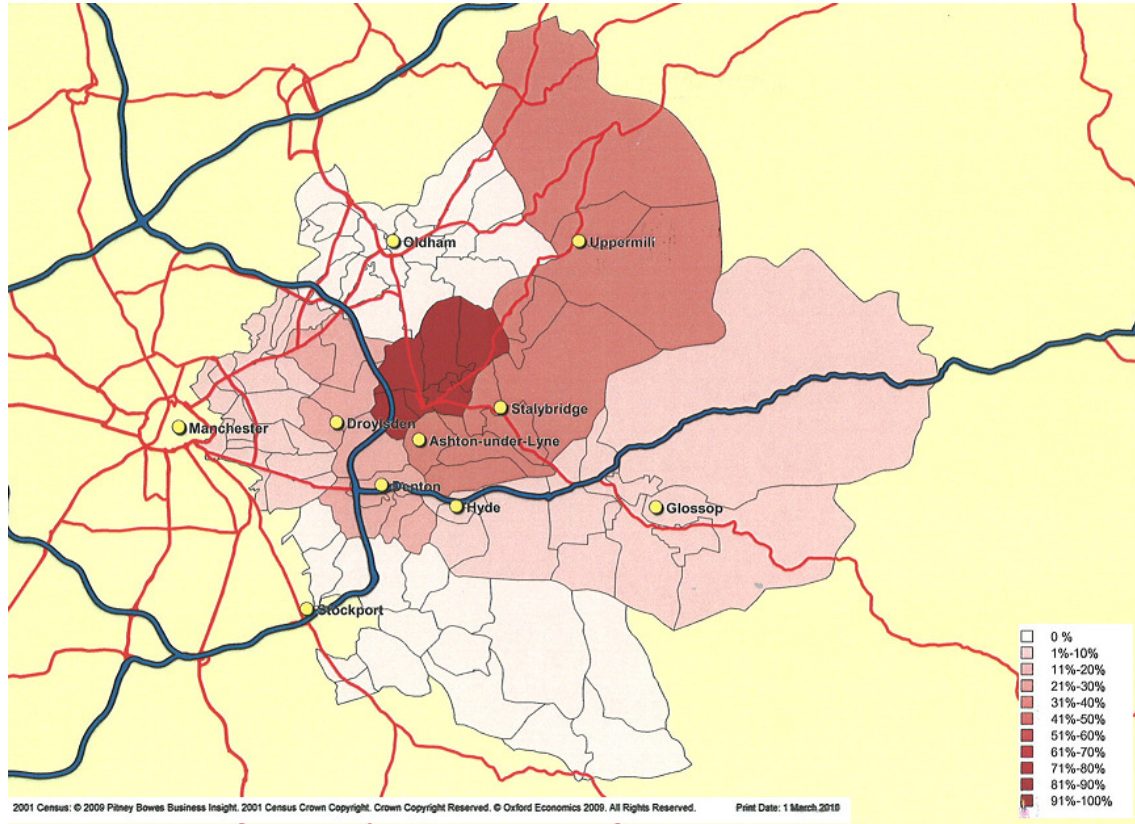 Oldham
Uppermill
Stalybridge
Manchester
Droylsden
Ashton-under-Lyne
Denton
Hyde
Glossop
Stockport
0 %
1%-10%
11%-20%
21%-30%
31%-40%
41%-50%
51%-60%
61%-70%
71%-80%
81%-90%
91%-100%
2001 Census: © 2009 Pitney Bowes Business Insight. 2001 Census Crown Copyright. Crown Copyright Reserved. © Oxford Economics 2009. All Rights Reserved. Print Date: 1 March 2010